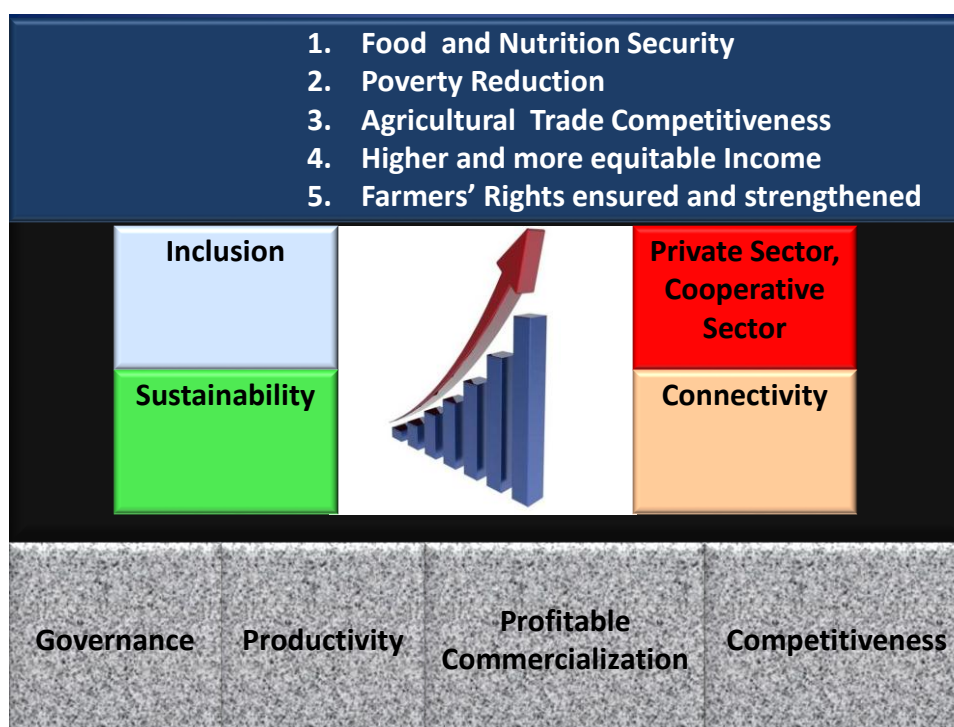 1. Food and Nutrition Security
2. Poverty Reduction
3. Agricultural Trade Competitiveness
4. Higher and more equitable Income
5. Farmers’ Rights ensured and strengthened
Inclusion
Private Sector,
Cooperative
Sector
Sustainability
Connectivity
Governance
Productivity
Profitable
Commercialization
Competitiveness